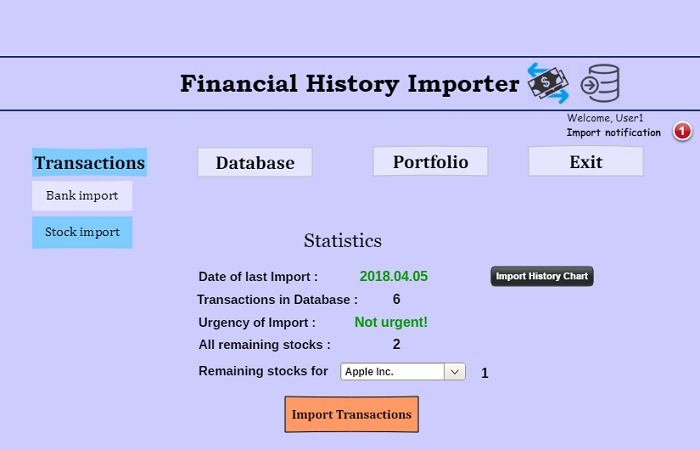 Financial History Importer
Welcome, User1
Import notification 1
Transactions Database Portfolio Exit
Bank import
Stock import
Statistics
Date of last Import : 2018.04.05 Import History Chart
Transactions in Database : 6
Urgency of Import : Not urgent!
All remaining stocks : 2
Remaining stocks for Apple Inc. 1
Import Transactions